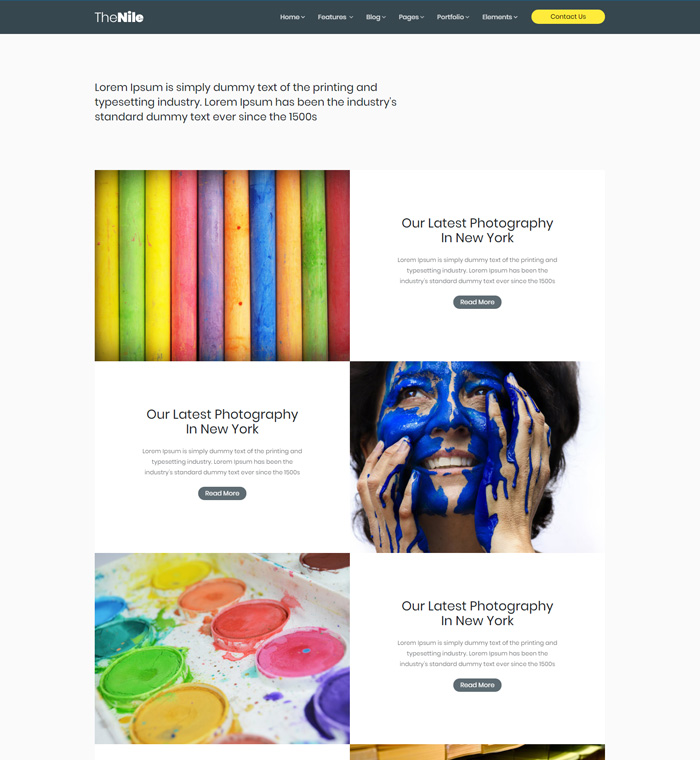 TheNile Home Features Blog Pages Portfolio Elements Contact Us
Lorem Ipsum is simply dummy text of the printing and
typesetting industry. Lorem Ipsum has been the industry's
standard dummy text ever since the 1500s
Our Latest Photography
In New York
Lorem Ipsum is simply dummy text of the printing and
typesetting industry. Lorem Ipsum has been the
industry's standard dummy text ever since the 1500s
Read More
Our Latest Photography
In New York
Lorem Ipsum is simply dummy text of the printing and
typesetting industry. Lorem Ipsum has been the
industry's standard dummy text ever since the 1500s
Read More
Our Latest Photography
In New York
Lorem Ipsum is simply dummy text of the printing and
typesetting industry. Lorem Ipsum has been the
industry's standard dummy text ever since the 1500s
Read More